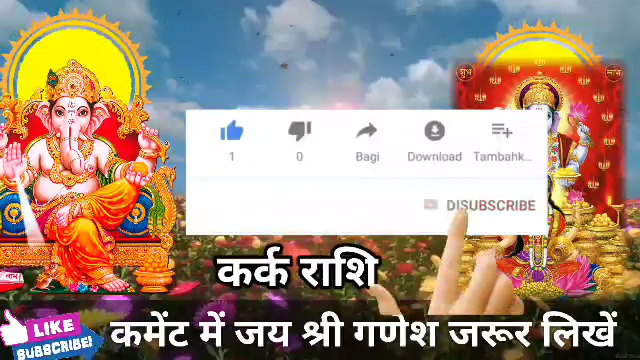 शुभ
लाभ
1
0
Bagi
Download
Tambahk...
DISUBSCRIBE
कर्क राशि
LIKE
SUBSCRIBE!
कमेंट में जय श्री गणेश जरूर लिखें